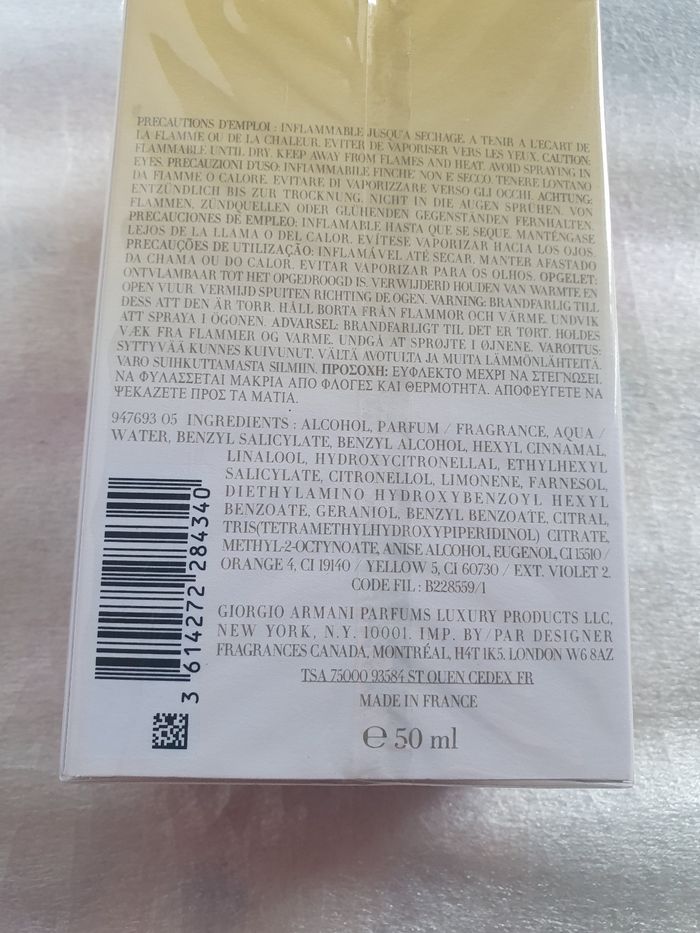 PRECAUTIONS D'EMPLOI : INFLAMMABLE JUSQU'A SECHAGE. A TENIR A L'ECART DE
LA FLAMME OU DE LA CHALEUR. EVITER DE VAPORISER VERS LES YEUX. CAUTION:
FLAMMABLE UNTIL DRY. KEEP AWAY FROM FLAMES AND HEAT. AVOID SPRAYING IN
EYES. PRECAUZIONI D'USO: INFIAMMABILE FINCHE' NON E SECCO. TENERE LONTANO
DA FIAMME O CALORE. EVITARE DI VAPORIZZARE VERSO GLI OCCHI. ACHTUNG:
ENTZÜNDLICH BIS ZUR TROCKNUNG. NICHT IN DIE AUGEN SPRÜHEN. VON
FLAMMEN, ZÜNDQUELLEN ODER GLÜHENDEN GEGENSTÄNDEN FERNHALTEN.
PRECAUCIONES DE EMPLEO: INFLAMABLE HASTA QUE SE SEQUE. MANTÉNGASE
LEJOS DE LA LLAMA O DEL CALOR. EVÍTESE VAPORIZAR HACIA LOS OJOS.
PRECAUÇÕES DE UTILIZAÇÃO: INFLAMÁVEL ATÉ SECAR. MANTER AFASTADO
DA CHAMA OU DO CALOR. EVITAR VAPORIZAR PARA OS OLHOS. OPGELET:
ONTVLAMBAAR TOT HET OPGEDROOGD IS. VERWIJDERD HOUDEN VAN WARMTE EN
OPEN VUUR. VERMIJD SPUITEN RICHTING DE OGEN. VARNING: BRANDFARLIG TILL
DESS ATT DEN ÄR TORR. HÅLL BORTA FRÅN FLAMMOR OCH VÄRME. UNDVIK
ATT SPRAYA I ÖGONEN. ADVARSEL: BRANDFARLIGT TIL DET ER TØRT. HOLDES
VÆK FRA FLAMMER OG VARME. UNDGÅ AT SPRØJTE I ØJNENE. VAROITUS:
SYTTYVÄÄ KUNNES KUIVUNUT. VÄLTÄ AVOTULTA JA MUITA LÄMMÖNLÄHTEITÄ.
VARO SUIHKUTTAMASTA SILMIIN. ΠΡΟΣΟΧΗ: ΕΥΦΛΕΚΤΟ ΜΕΧΡΙ ΝΑ ΣΤΕΓΝΩΣΕΙ.
ΝΑ ΦΥΛΑΣΣΕΤΑΙ ΜΑΚΡΙΑ ΑΠΟ ΦΛΟΓΕΣ ΚΑΙ ΘΕΡΜΟΤΗΤΑ. ΑΠΟΦΕΥΓΕΤΕ ΝΑ
ΨΕΚΑΖΕΤΕ ΠΡΟΣ ΤΑ ΜΑΤΙΑ.
947693 05 INGREDIENTS : ALCOHOL, PARFUM / FRAGRANCE, AQUA /
WATER, BENZYL SALICYLATE, BENZYL ALCOHOL, HEXYL CINNAMAL,
LINALOOL, HYDROXYCITRONELLAL, ETHYLHEXYL
SALICYLATE, CITRONELLOL, LIMONENE, FARNESOL,
DIETHYLAMINO HYDROXYBENZOYL HEXYL
BENZOATE, GERANIOL, BENZYL BENZOATE, CITRAL,
TRIS(TETRAMETHYLHYDROXYPIPERIDINOL) CITRATE,
METHYL-2-OCTYNOATE, ANISE ALCOHOL, EUGENOL, CI 15510 /
ORANGE 4, CI 19140 / YELLOW 5, CI 60730 / EXT. VIOLET 2.
CODE FIL : B228559/1
3 614272 284340
GIORGIO ARMANI PARFUMS LUXURY PRODUCTS LLC,
NEW YORK, N.Y. 10001. IMP. BY/PAR DESIGNER
FRAGRANCES CANADA, MONTRÉAL, H4T 1K5. LONDON W6 8AZ
TSA 75000 93584 ST OUEN CEDEX FR
MADE IN FRANCE
℮ 50 ml